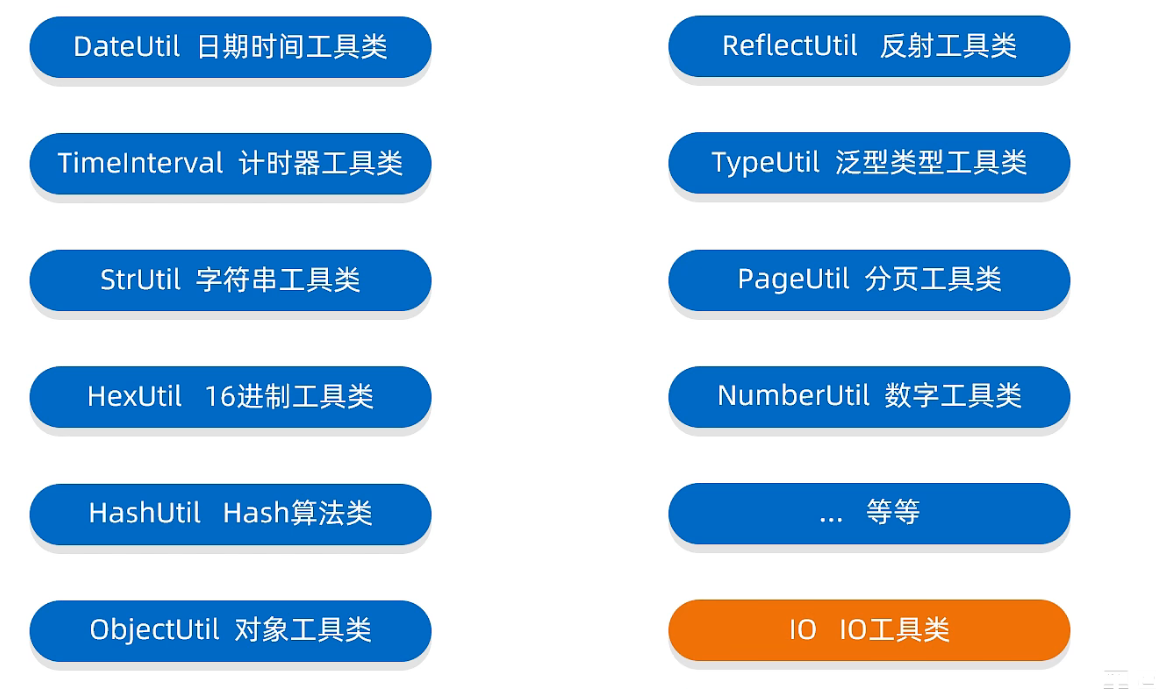 DateUtil 日期时间工具类
TimeInterval 计时器工具类
StrUtil 字符串工具类
HexUtil 16进制工具类
HashUtil Hash算法类
ObjectUtil 对象工具类
ReflectUtil 反射工具类
TypeUtil 泛型类型工具类
PageUtil 分页工具类
NumberUtil 数字工具类
... 等等
IO IO工具类